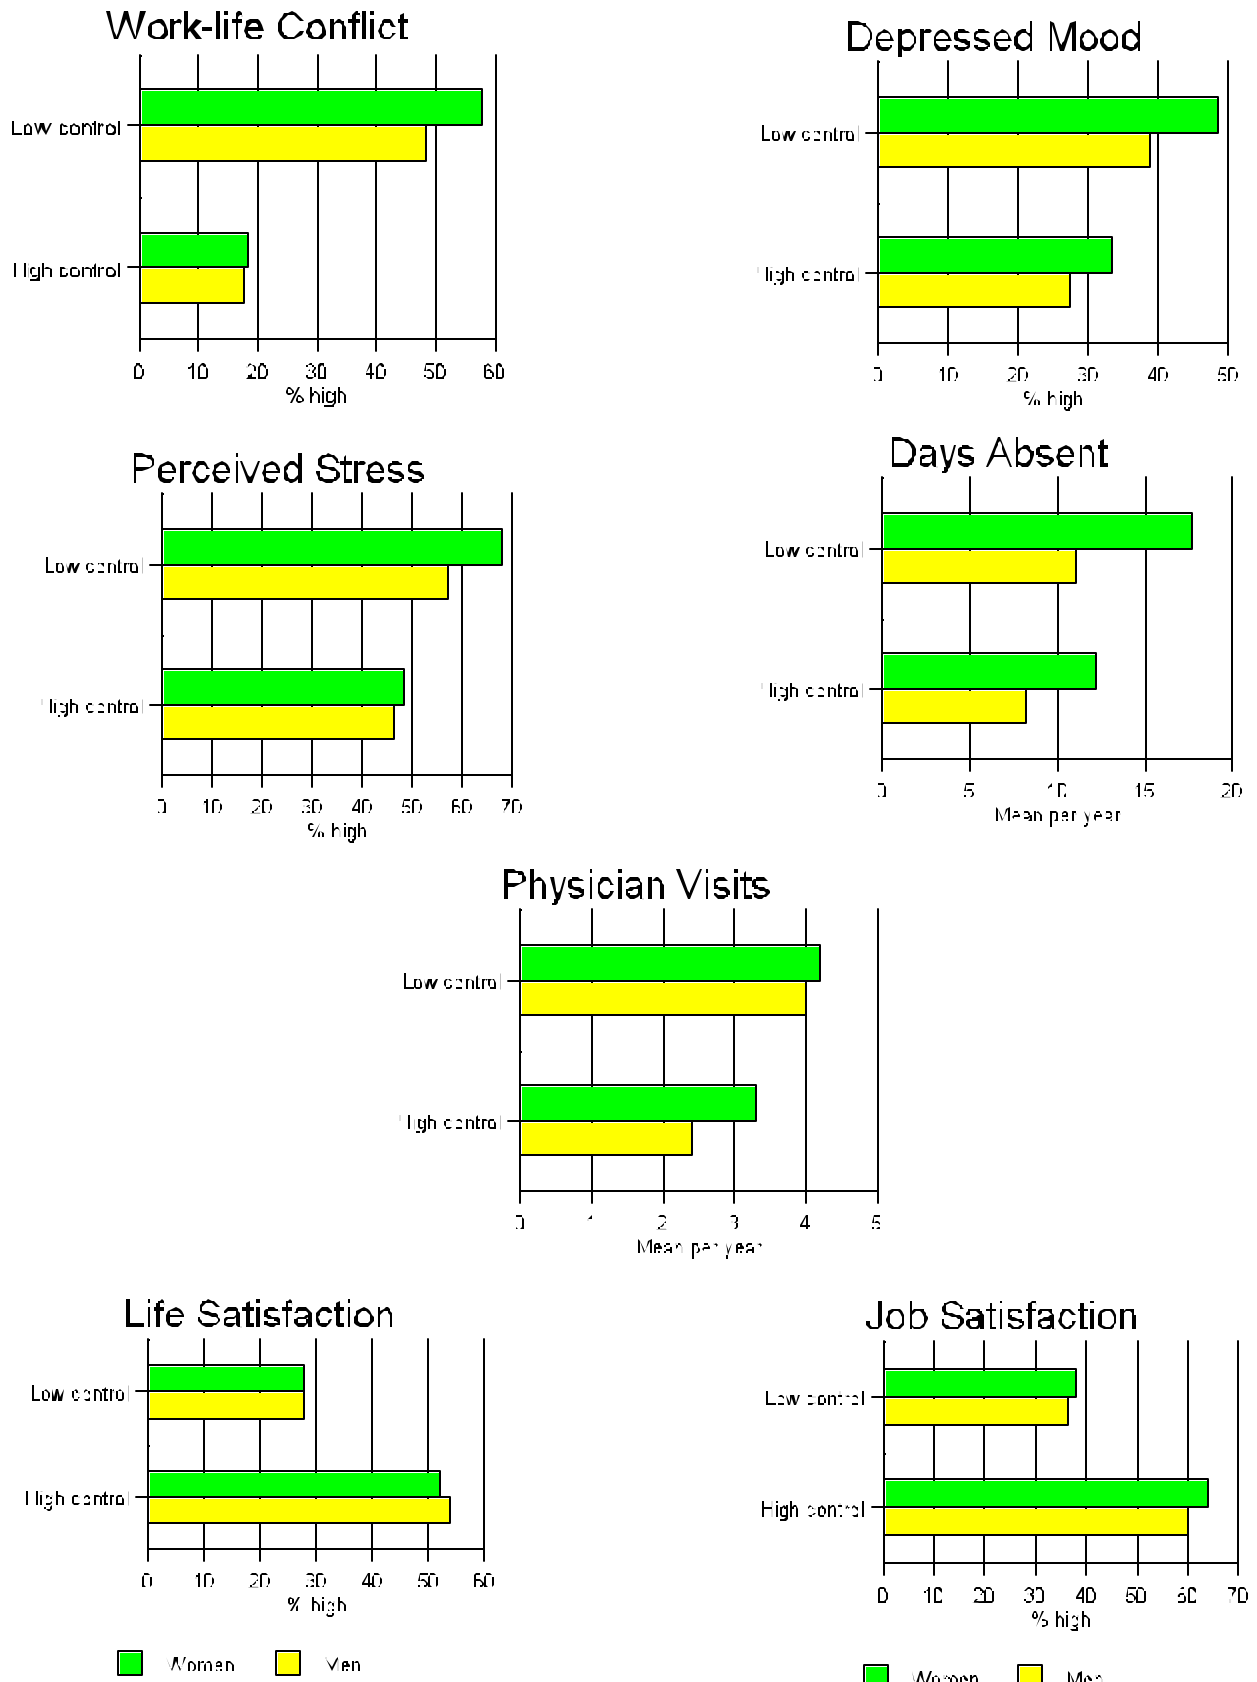 Work-life Conflict
Low control
High control
0 10 20 30 40 50 60
% high
Depressed Mood
Low control
High control
0 10 20 30 40 50
% high
Perceived Stress
Low control
High control
0 10 20 30 40 50 60 70
% high
Days Absent
Low control
High control
0 5 10 15 20
Mean per year
Physician Visits
Low control
High control
0 1 2 3 4 5
Mean per year
Life Satisfaction
Low control
High control
0 10 20 30 40 50 60
% high
Women Men
Job Satisfaction
Low control
High control
0 10 20 30 40 50 60 70
% high
Women Men